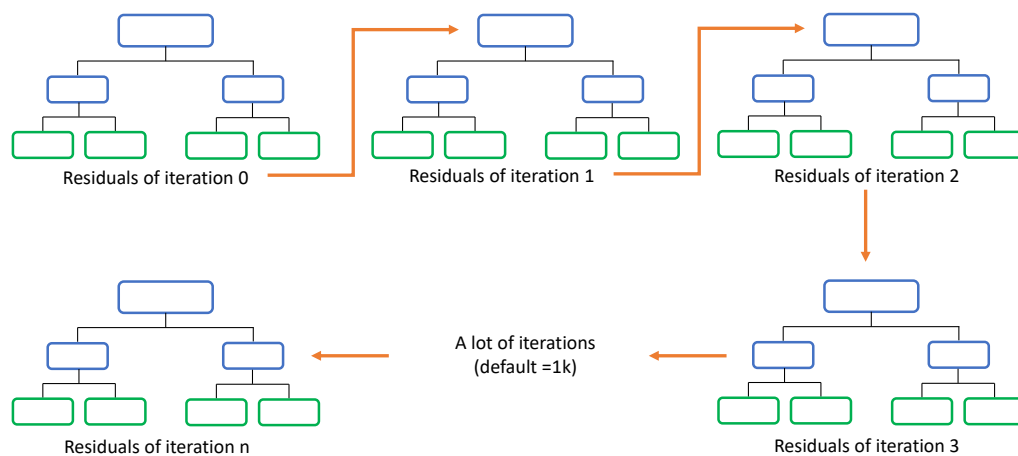 Residuals of iteration 0
Residuals of iteration 1
Residuals of iteration 2
A lot of iterations
(default =1k)
Residuals of iteration n
Residuals of iteration 3